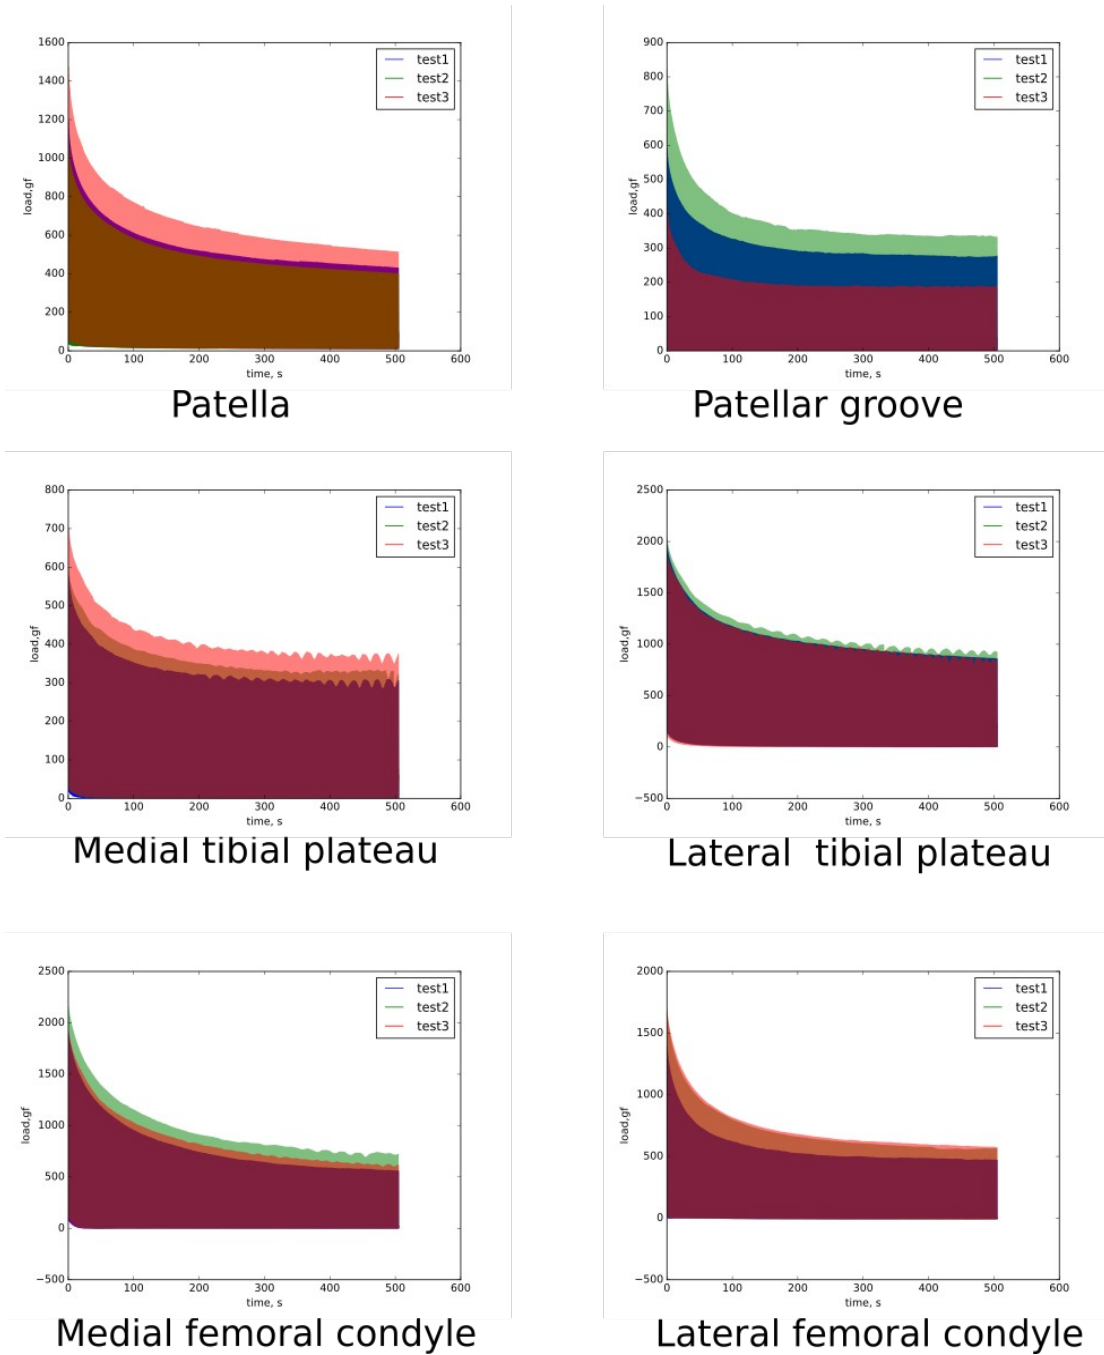 1600
1400
1200
1000
800
600
400
200
0
load,gf
0 100 200 300 400 500 600
time, s
test1
test2
test3
Patella
900
800
700
600
500
400
300
200
100
0
load,gf
0 100 200 300 400 500 600
time, s
test1
test2
test3
Patellar groove
800
700
600
500
400
300
200
100
0
load,gf
0 100 200 300 400 500 600
time, s
test1
test2
test3
Medial tibial plateau
2500
2000
1500
1000
500
0
−500
load,gf
0 100 200 300 400 500 600
time, s
test1
test2
test3
Lateral tibial plateau
2500
2000
1500
1000
500
0
−500
load,gf
0 100 200 300 400 500 600
time, s
test1
test2
test3
Medial femoral condyle
2000
1500
1000
500
0
−500
load,gf
0 100 200 300 400 500 600
time, s
test1
test2
test3
Lateral femoral condyle